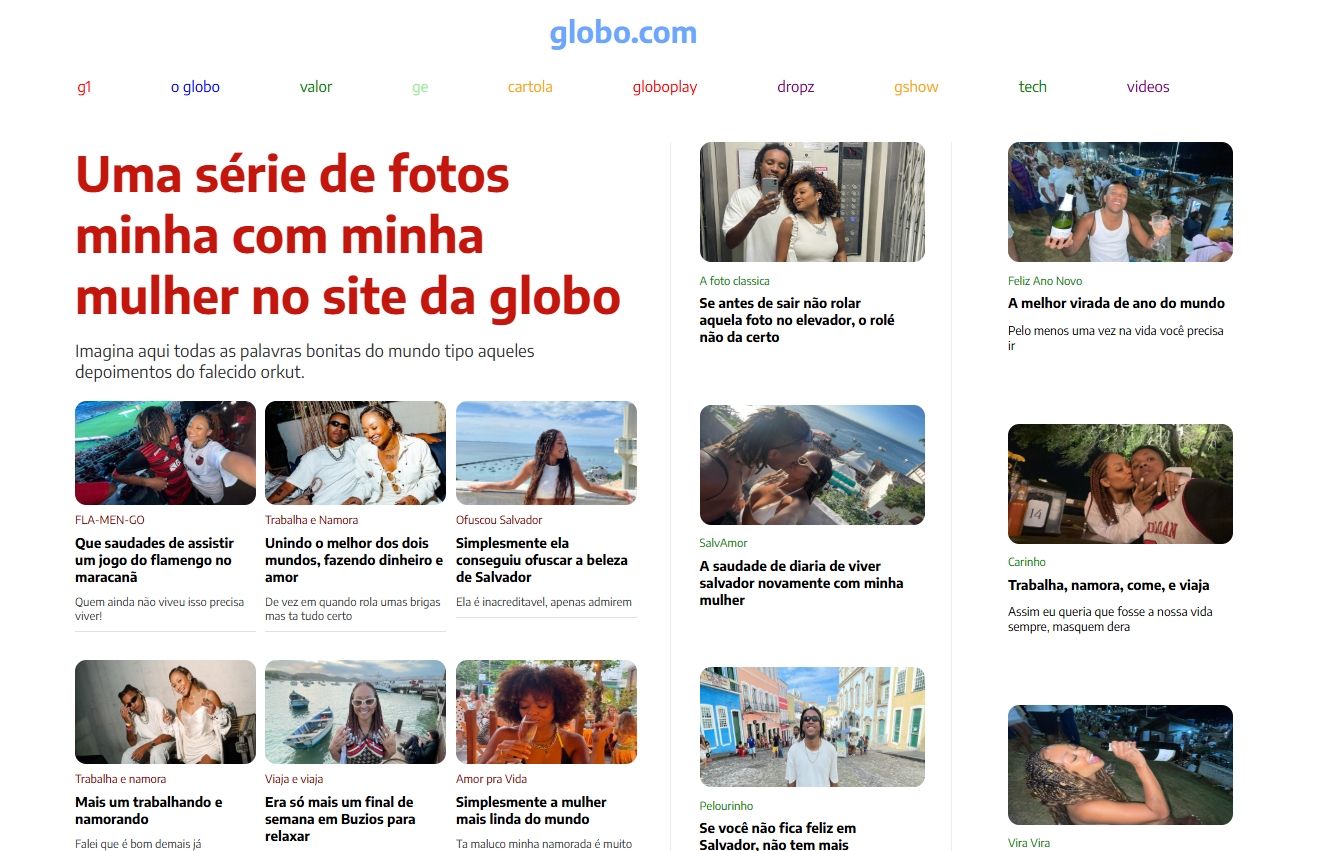 globo.com
g1
o globo
valor
ge
cartola
globoplay
dropz
gshow
tech
videos
Uma série de fotos
minha com minha
mulher no site da globo
Imagina aqui todas as palavras bonitas do mundo tipo aqueles
depoimentos do falecido orkut.
FLA-MEN-GO
Que saudades de assistir
um jogo do flamengo no
maracanã
Quem ainda não viveu isso precisa
viver!
Trabalha e Namora
Unindo o melhor dos dois
mundos, fazendo dinheiro e
amor
De vez em quando rola umas brigas
mas ta tudo certo
Ofuscou Salvador
Simplesmente ela
conseguiu ofuscar a beleza
de Salvador
Ela é inacreditavel, apenas admirem
Trabalha e namora
Mais um trabalhando e
namorando
Falei que é bom demais já
Viaja e viaja
Era só mais um final de
semana em Buzios para
relaxar
Amor pra Vida
Simplesmente a mulher
mais linda do mundo
Ta maluco minha namorada é muito
A foto classica
Se antes de sair não rolar
aquela foto no elevador, o rolé
não da certo
SalvAmor
A saudade de diaria de viver
salvador novamente com minha
mulher
Pelourinho
Se você não fica feliz em
Salvador, não tem mais
Feliz Ano Novo
A melhor virada de ano do mundo
Pelo menos uma vez na vida você precisa
ir
14
Carinho
Trabalha, namora, come, e viaja
Assim eu queria que fosse a nossa vida
sempre, masquem dera
Vira Vira